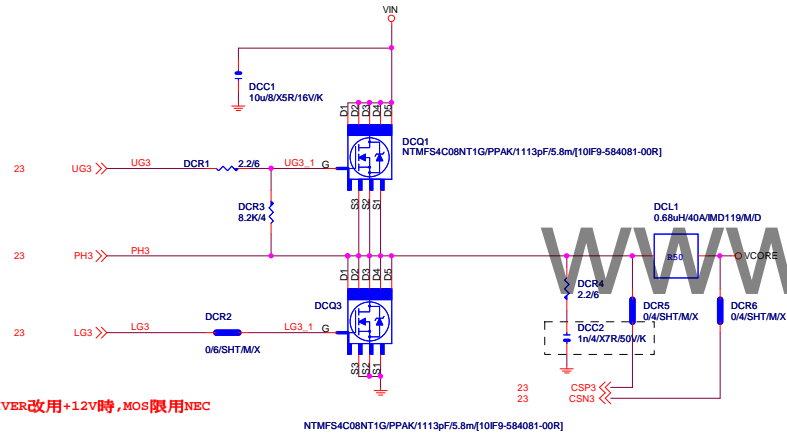 VIN
DCC1
10u/8/X5R/16V/K
D1
D2
D3
D4
D5
DCQ1
NTMFS4C08NT1G/PPAK/1113pF/5.8m/[10IF9-584081-00R]
23
UG3
UG3
DCR1
2.2/6
UG3_1
G
S3
S2
S1
DCR3
8.2K/4
DCL1
0.68uH/40A/IMD119/M/D
WWW
23
PH3
PH3
R50
VCORE
D1
D2
D3
D4
D5
DCR4
2.2/6
DCQ3
DCR5
0/4/SHT/M/X
DCR6
0/4/SHT/M/X
DCR2
23
LG3
LG3
LG3_1
G
0/6/SHT/M/X
DCC2
1n/4/X7R/50V/K
S3
S2
S1
23
CSP3
23
CSN3
VER改用+12V時,MOS限用NEC
NTMFS4C08NT1G/PPAK/1113pF/5.8m/[10IF9-584081-00R]